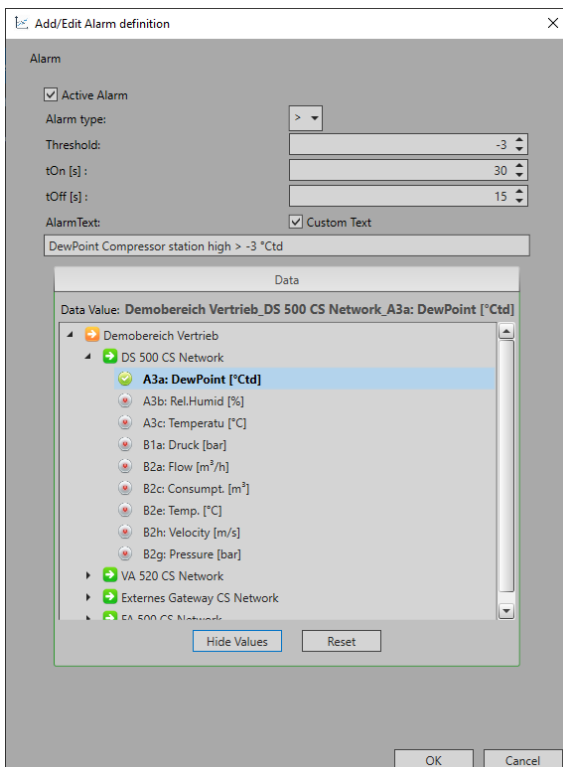 Add/Edit Alarm definition
Alarm
Active Alarm
Alarm type: >
Threshold: -3
tOn [s] : 30
tOff [s] : 15
AlarmText: Custom Text
DewPoint Compressor station high > -3 °Ctd
Data
Data Value: Demobereich Vertrieb_DS 500 CS Network_A3a: DewPoint [°Ctd]
Demobereich Vertrieb
DS 500 CS Network
A3a: DewPoint [°Ctd]
A3b: Rel.Humid [%]
A3c: Temperatu [°C]
B1a: Druck [bar]
B2a: Flow [m³/h]
B2c: Consumpt. [m³]
B2e: Temp. [°C]
B2h: Velocity [m/s]
B2g: Pressure [bar]
VA 520 CS Network
Externes Gateway CS Network
FA 500 CS Network
Hide Values Reset
OK Cancel